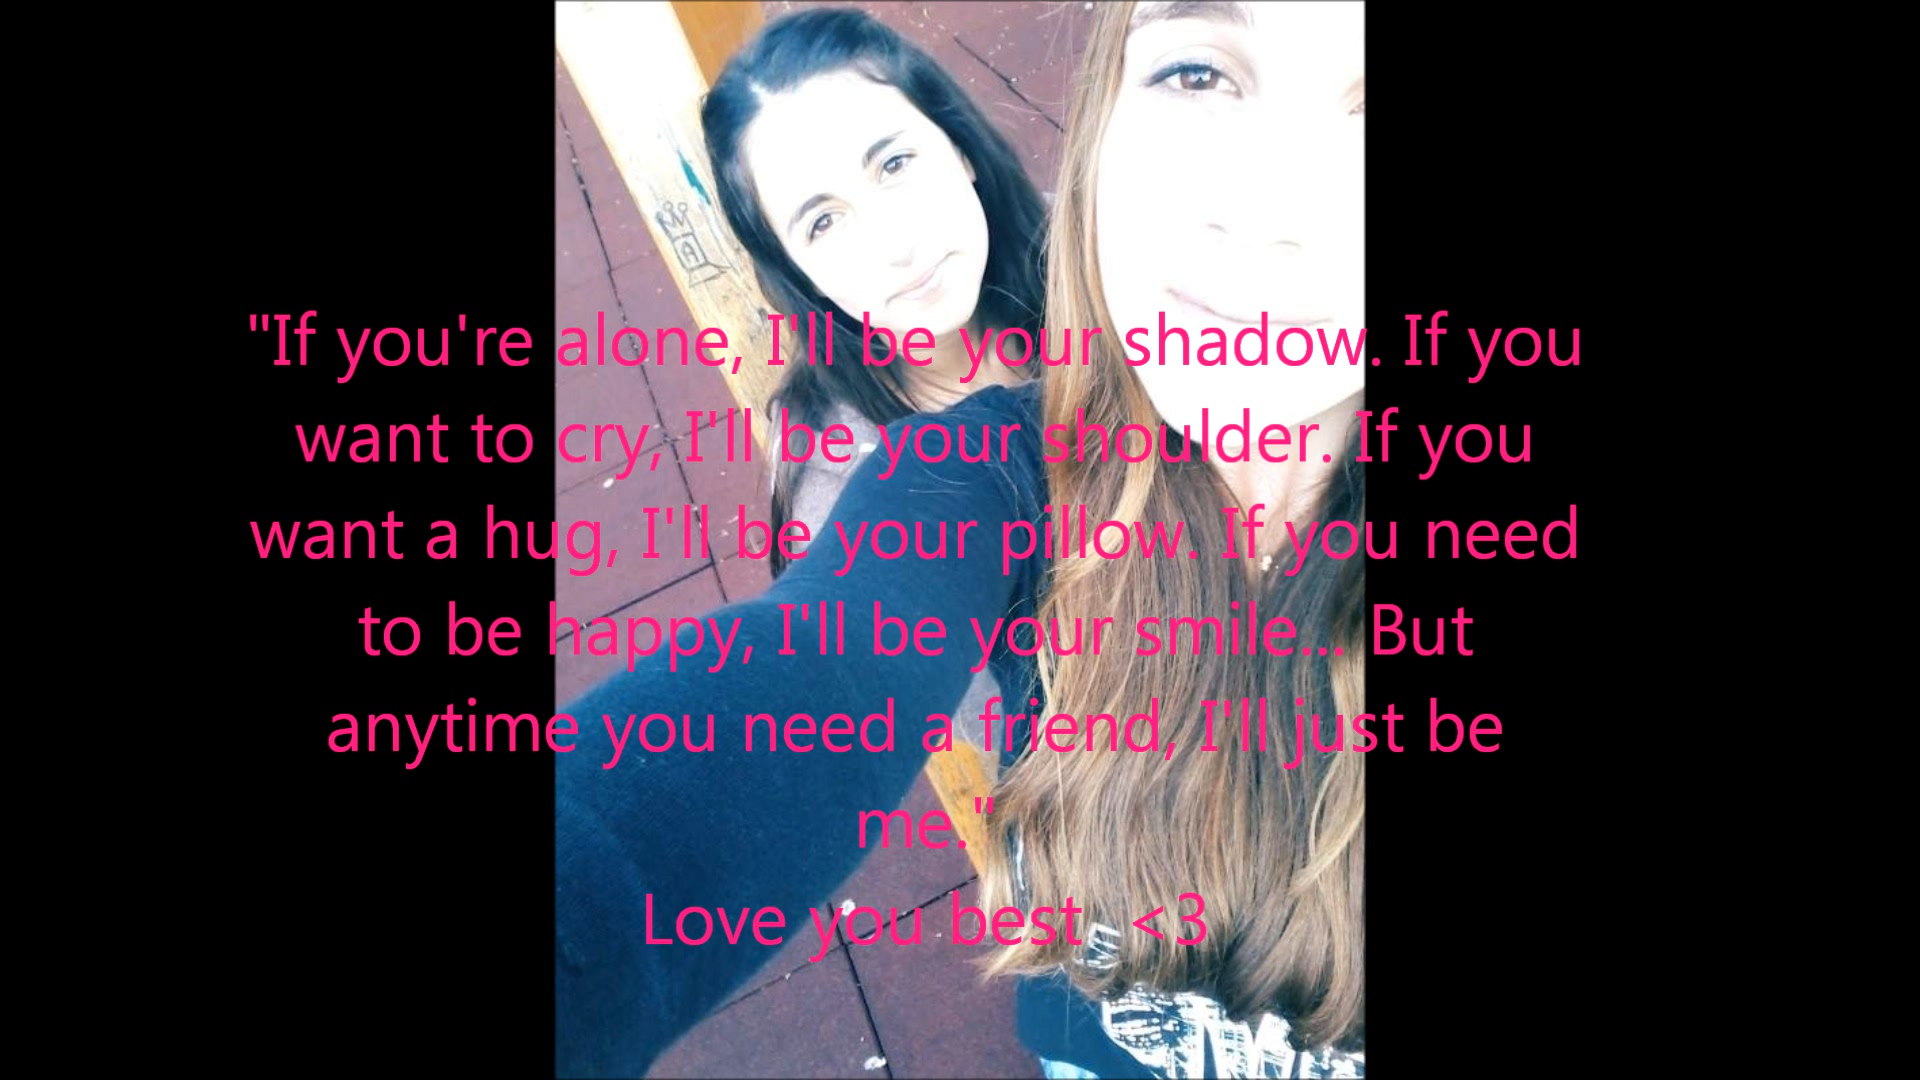 "If you're alone, I'll be your shadow. If you
want to cry, I'll be your shoulder. If you
want a hug, I'll be your pillow. If you need
to be happy, I'll be your smile... But
anytime you need a friend, I'll just be
me."
Love you best  <3
A